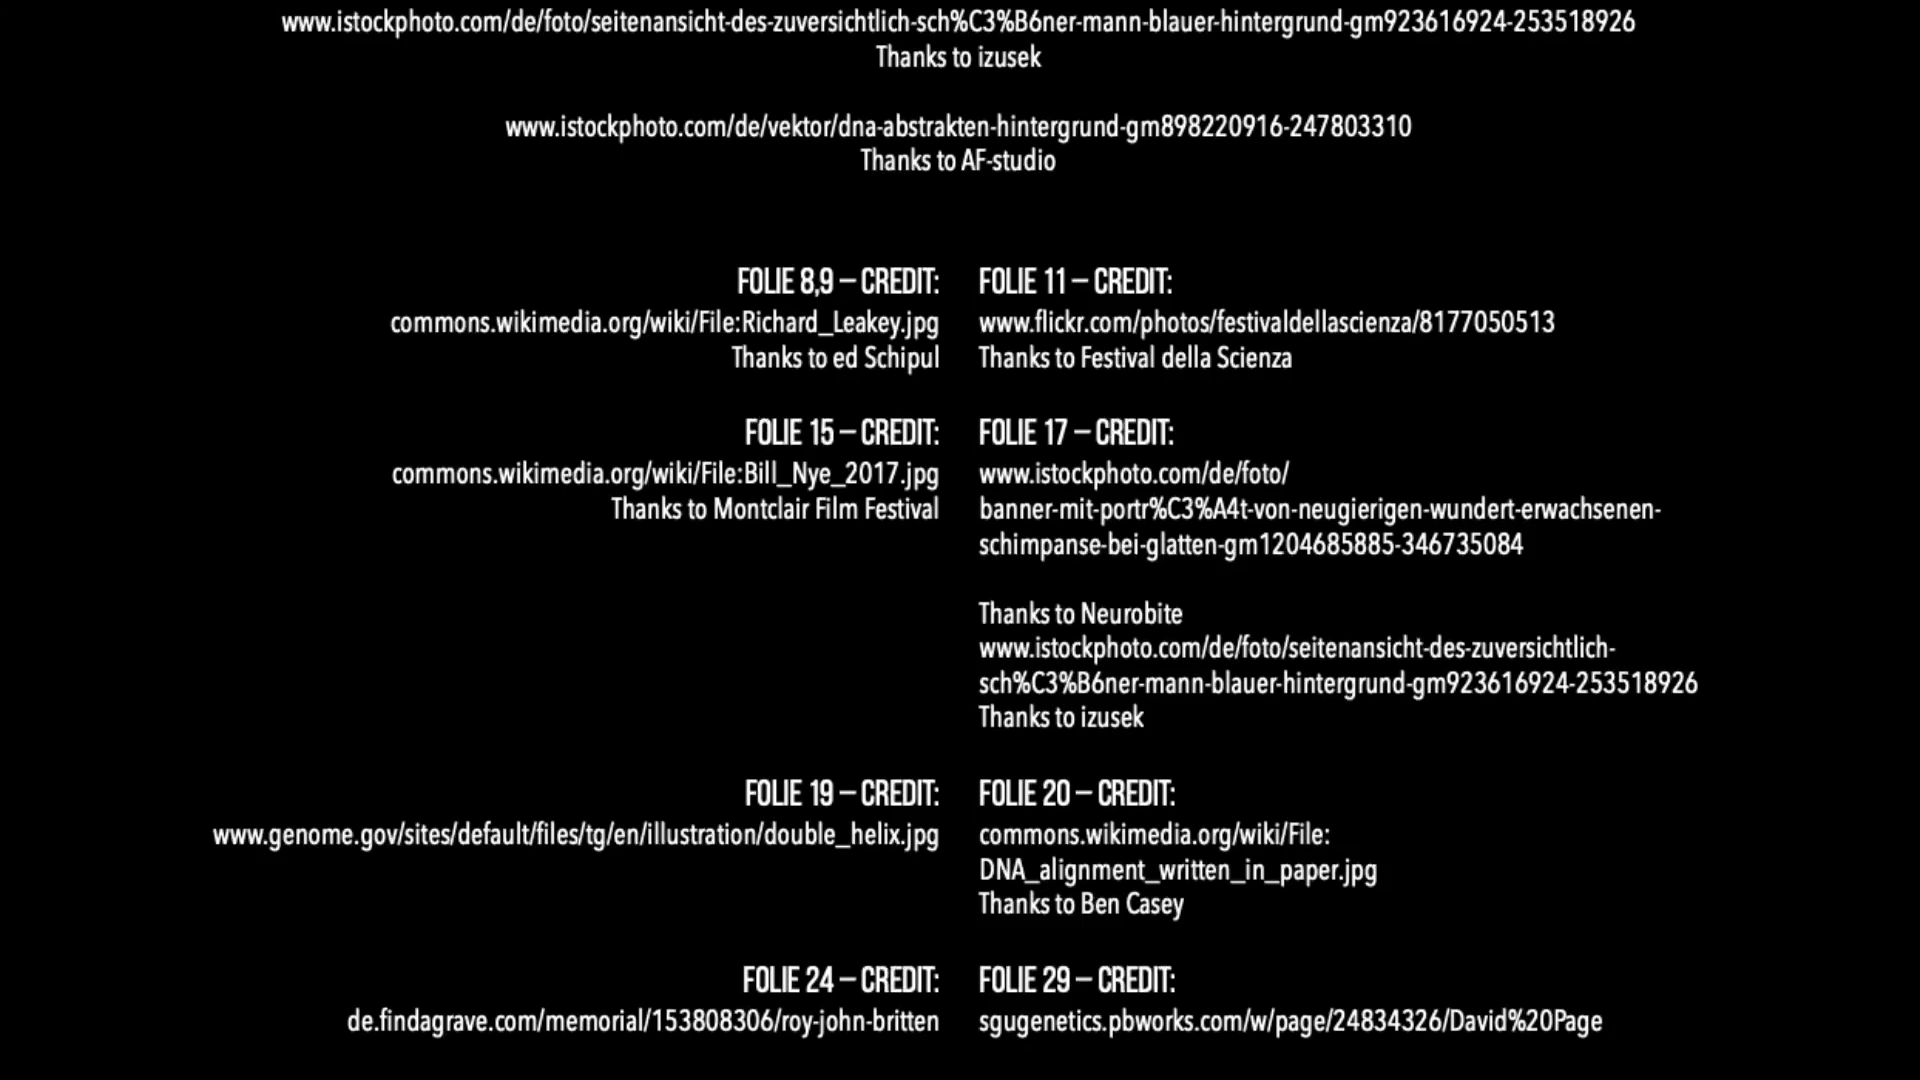 www.istockphoto.com/de/foto/seitenansicht-des-zuversichtlich-sch%C3%B6ner-mann-blauer-hintergrund-gm923616924-253518926
Thanks to izusek
www.istockphoto.com/de/vektor/dna-abstrakten-hintergrund-gm898220916-247803310
Thanks to AF-studio
FOLIE 8,9 – CREDIT:
commons.wikimedia.org/wiki/File:Richard_Leakey.jpg
Thanks to ed Schipul
FOLIE 11 – CREDIT:
www.flickr.com/photos/festivaldellascienza/8177050513
Thanks to Festival della Scienza
FOLIE 15 – CREDIT:
commons.wikimedia.org/wiki/File:Bill_Nye_2017.jpg
Thanks to Montclair Film Festival
FOLIE 17 – CREDIT:
www.istockphoto.com/de/foto/
banner-mit-portr%C3%A4t-von-neugierigen-wundert-erwachsenen-
schimpanse-bei-glatten-gm1204685885-346735084
Thanks to Neurobite
www.istockphoto.com/de/foto/seitenansicht-des-zuversichtlich-
sch%C3%B6ner-mann-blauer-hintergrund-gm923616924-253518926
Thanks to izusek
FOLIE 19 – CREDIT:
www.genome.gov/sites/default/files/tg/en/illustration/double_helix.jpg
FOLIE 20 – CREDIT:
commons.wikimedia.org/wiki/File:
DNA_alignment_written_in_paper.jpg
Thanks to Ben Casey
FOLIE 24 – CREDIT:
de.findagrave.com/memorial/153808306/roy-john-britten
FOLIE 29 – CREDIT:
sgugenetics.pbworks.com/w/page/24834326/David%20Page